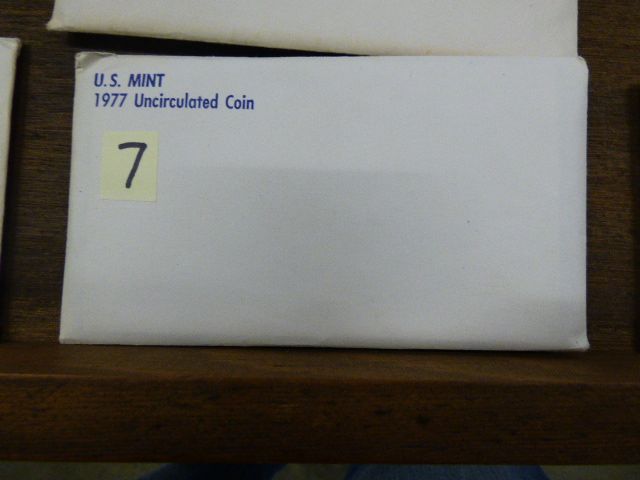 U.S. MINT
1977 Uncirculated Coin
7